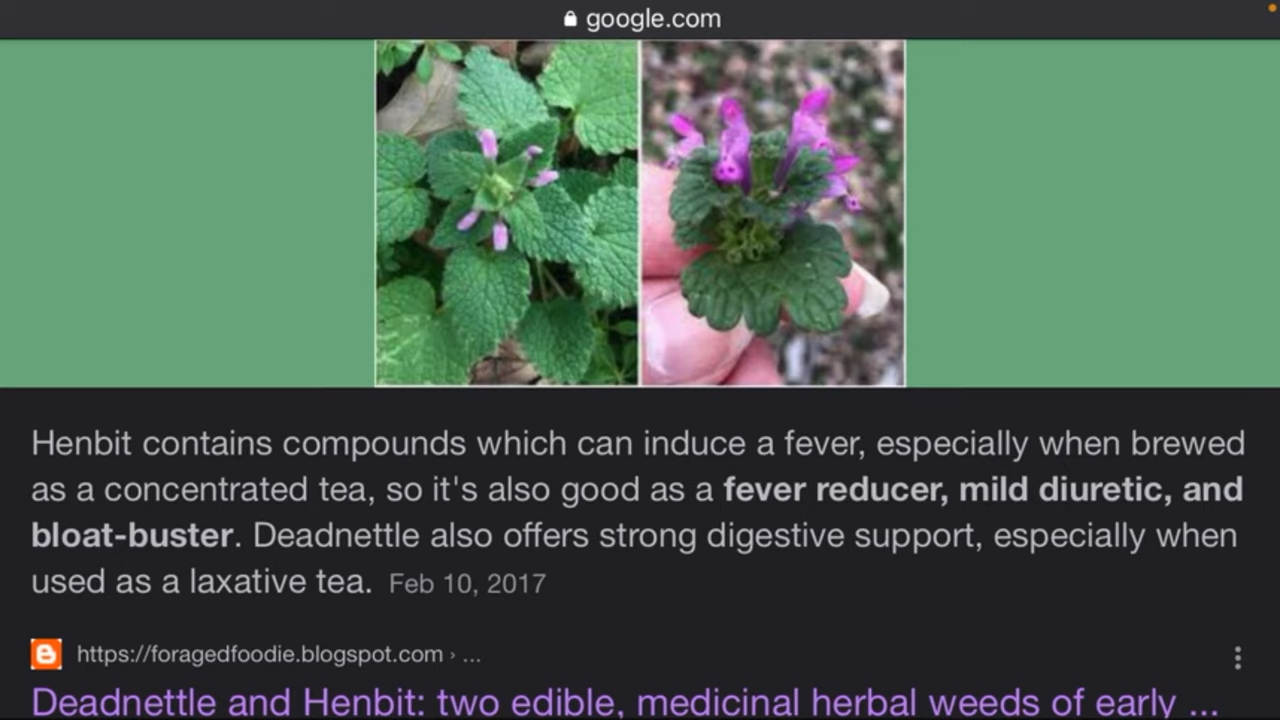 google.com
Henbit contains compounds which can induce a fever, especially when brewed
as a concentrated tea, so it's also good as a fever reducer, mild diuretic, and
bloat-buster. Deadnettle also offers strong digestive support, especially when
used as a laxative tea. Feb 10, 2017
https://foragedfoodie.blogspot.com › ...
Deadnettle and Henbit: two edible, medicinal herbal weeds of early ...